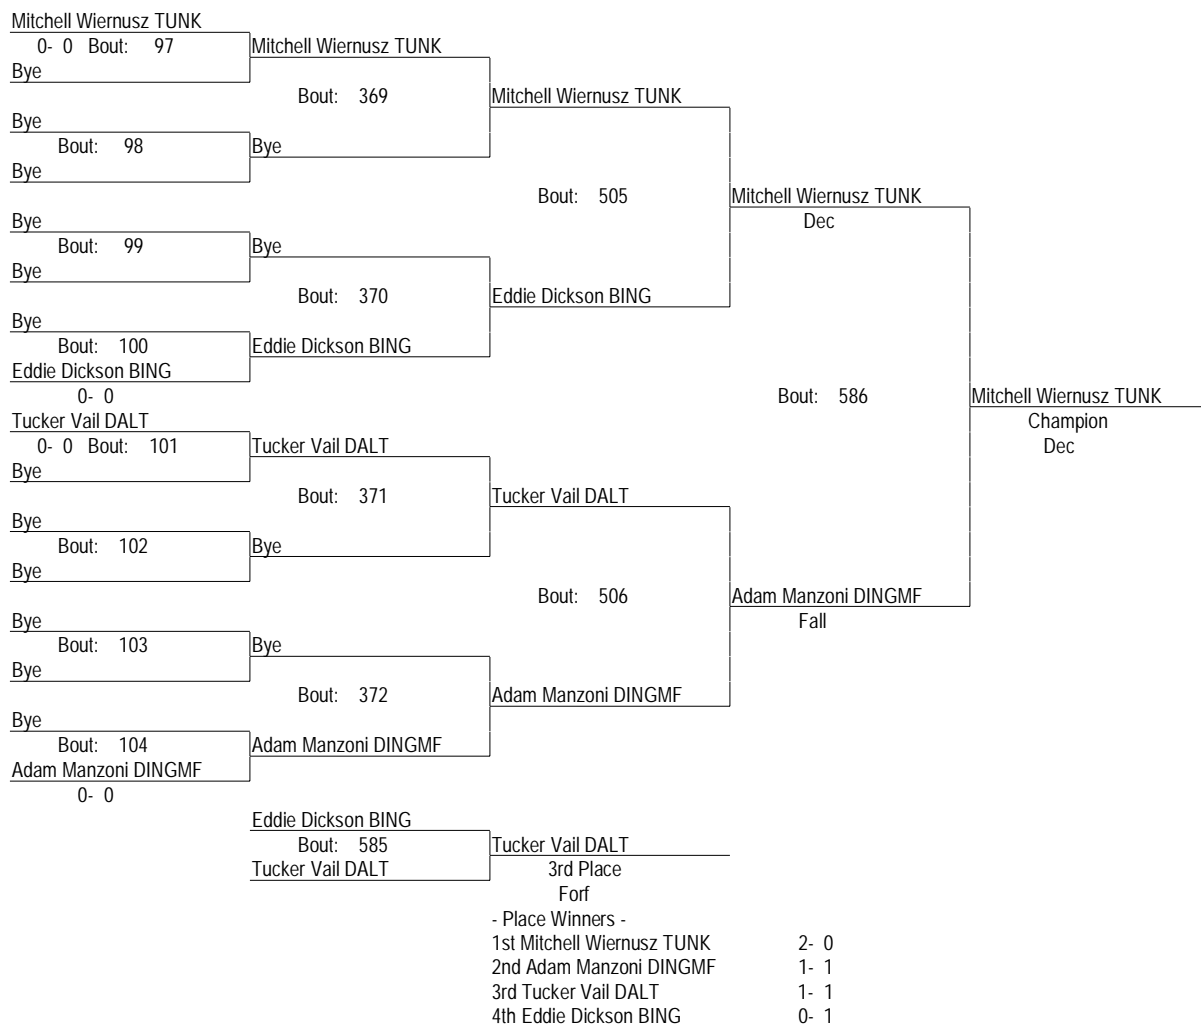 Mitchell Wiernusz TUNK
0- 0 Bout: 97 Mitchell Wiernusz TUNK
Bye
Bout: 369 Mitchell Wiernusz TUNK
Bye
Bout: 98 Bye
Bye
Bout: 505 Mitchell Wiernusz TUNK
Bye Dec
Bout: 99 Bye
Bye
Bout: 370 Eddie Dickson BING
Bye
Bout: 100 Eddie Dickson BING
Eddie Dickson BING
0- 0 Bout: 586 Mitchell Wiernusz TUNK
Tucker Vail DALT Champion
0- 0 Bout: 101 Tucker Vail DALT Dec
Bye
Bout: 371 Tucker Vail DALT
Bye
Bout: 102 Bye
Bye
Bout: 506 Adam Manzoni DINGMF
Bye Fall
Bout: 103 Bye
Bye
Bout: 372 Adam Manzoni DINGMF
Bye
Bout: 104 Adam Manzoni DINGMF
Adam Manzoni DINGMF
0- 0
Eddie Dickson BING
Bout: 585 Tucker Vail DALT
Tucker Vail DALT 3rd Place
Forf
- Place Winners -
1st Mitchell Wiernusz TUNK 2- 0
2nd Adam Manzoni DINGMF 1- 1
3rd Tucker Vail DALT 1- 1
4th Eddie Dickson BING 0- 1